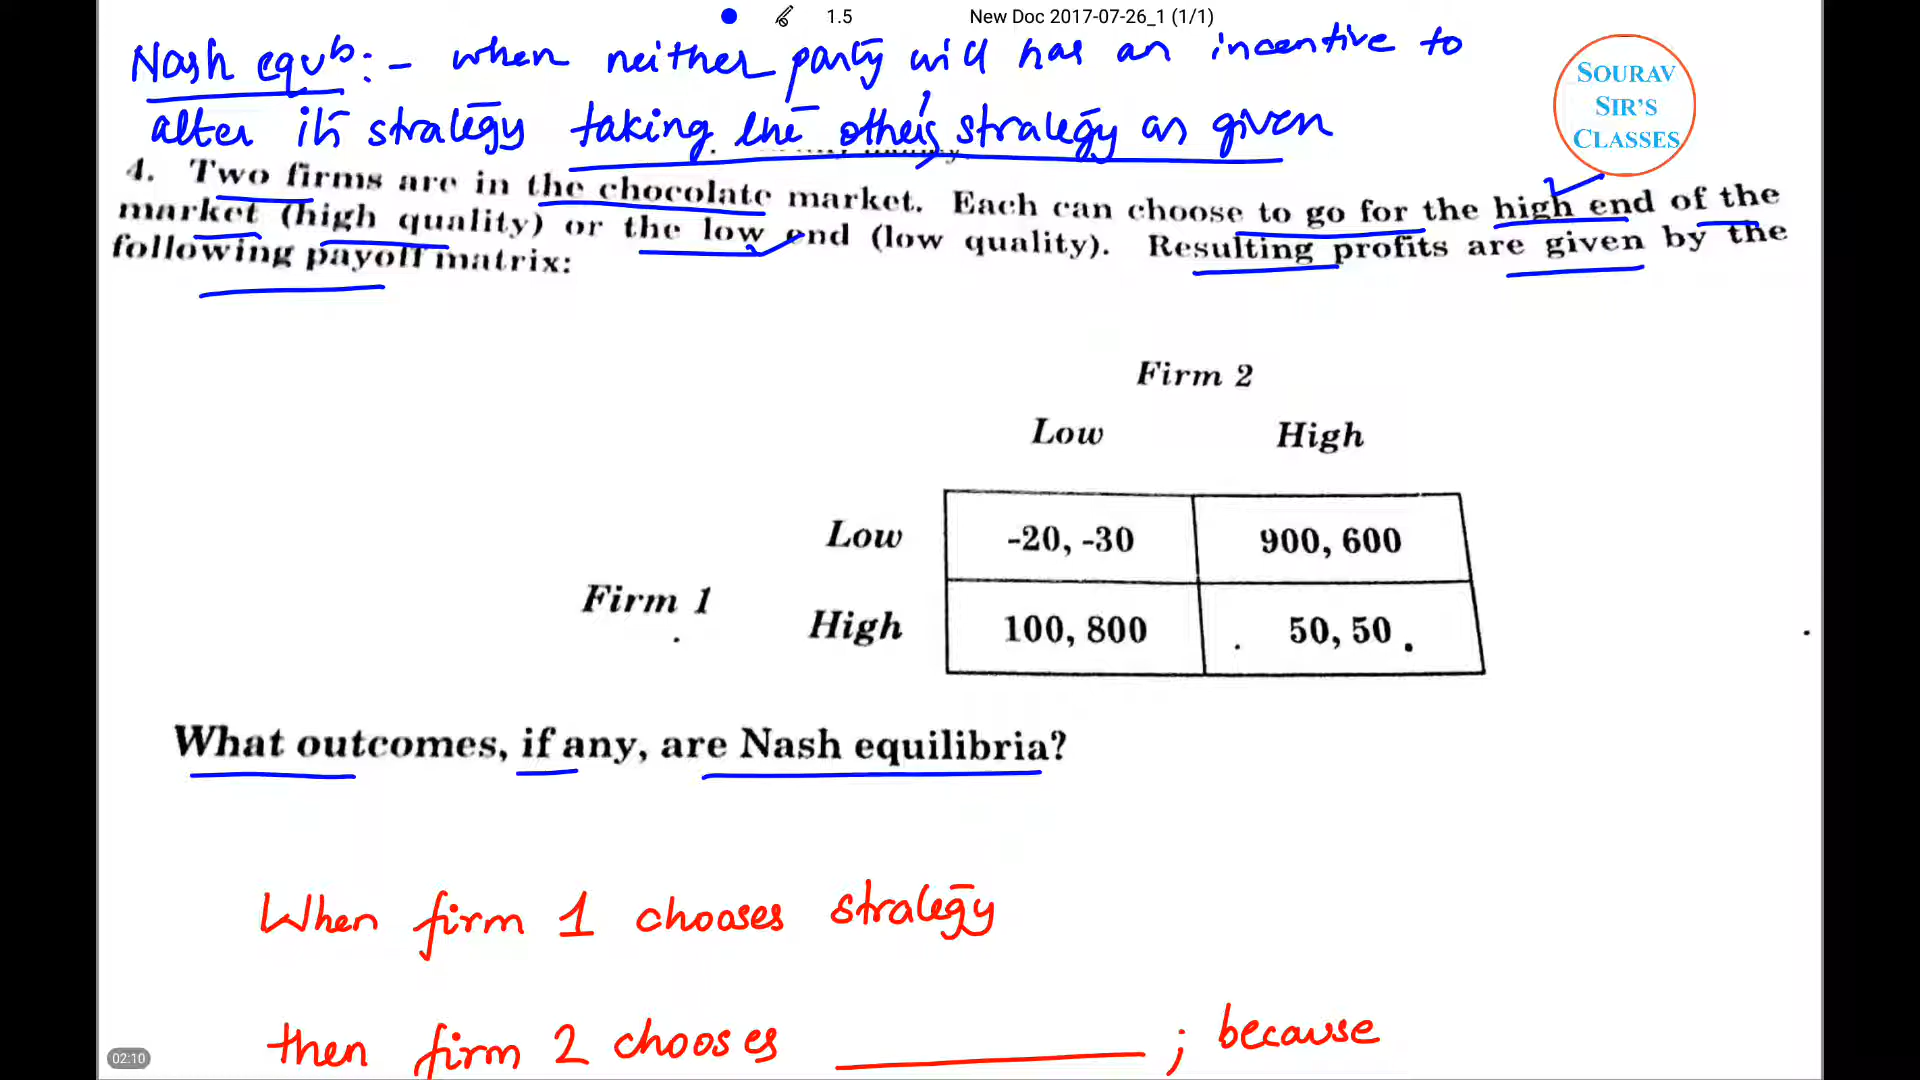 1.5 New Doc 2017-07-26_1 (1/1)
Nash equb:- when neither party will has an incentive to
alter its strategy taking the other's strategy as given
SOURAV
SIR'S
CLASSES
4. Two firms are in the chocolate market. Each can choose to go for the high end of the
market (high quality) or the low end (low quality). Resulting profits are given by the
following payoff matrix:
Firm 2
Low High
Low -20, -30 900, 600
Firm 1
High 100, 800 50, 50
What outcomes, if any, are Nash equilibria?
When firm 1 chooses strategy
then firm 2 chooses ; because
02:10